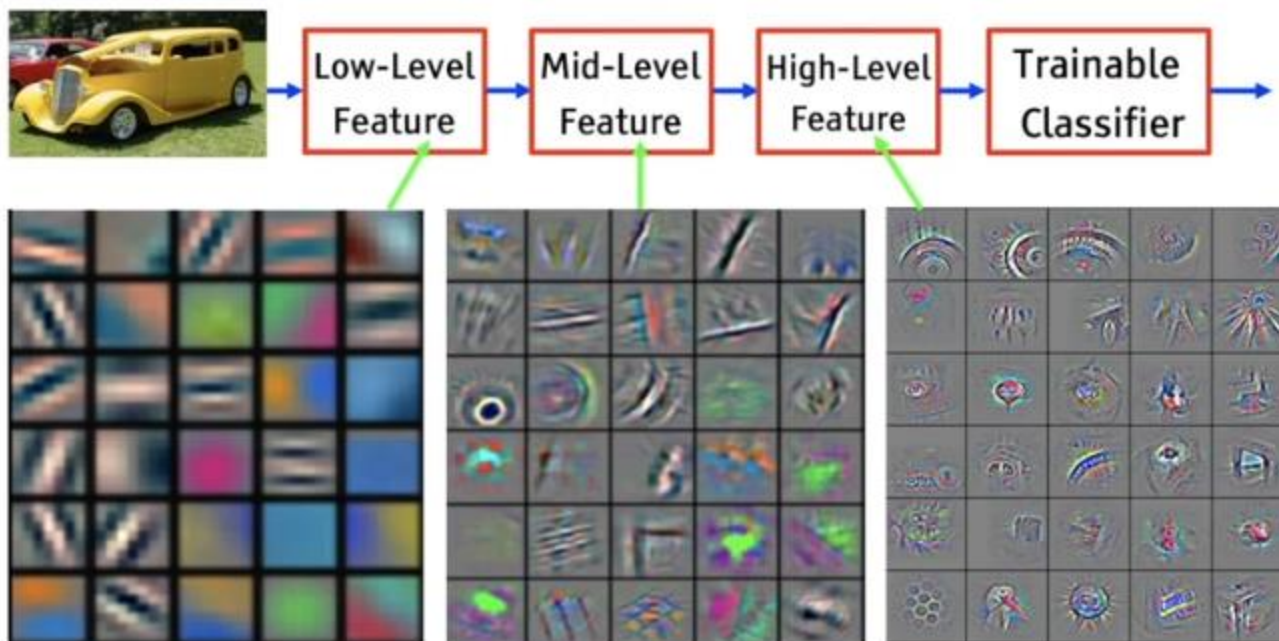 Low-Level
Feature
Mid-Level
Feature
High-Level
Feature
Trainable
Classifier